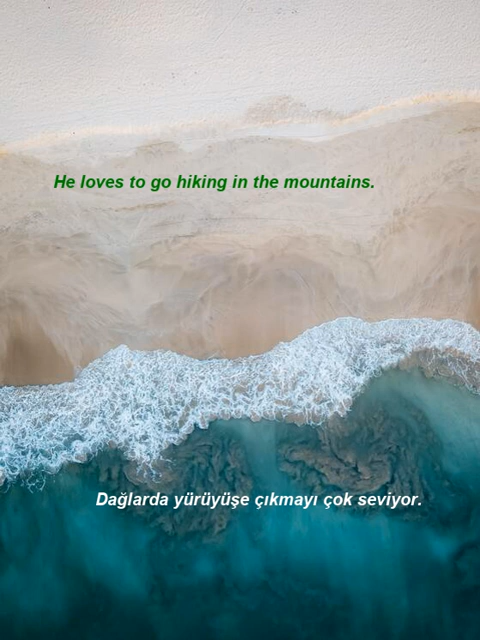 He loves to go hiking in the mountains.
Dağlarda yürüyüşe çıkmayı çok seviyor.